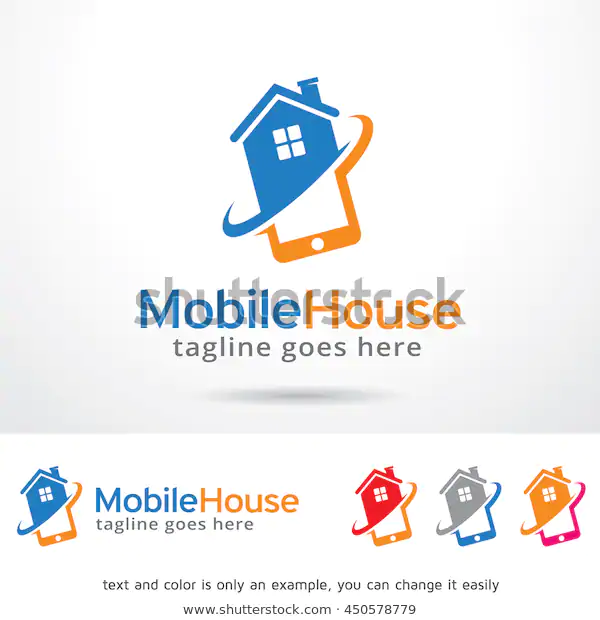 shutterstock
MobileHouse
tagline goes here
MobileHouse
tagline goes here
text and color is only an example, you can change it easily
www.shutterstock.com · 450578779